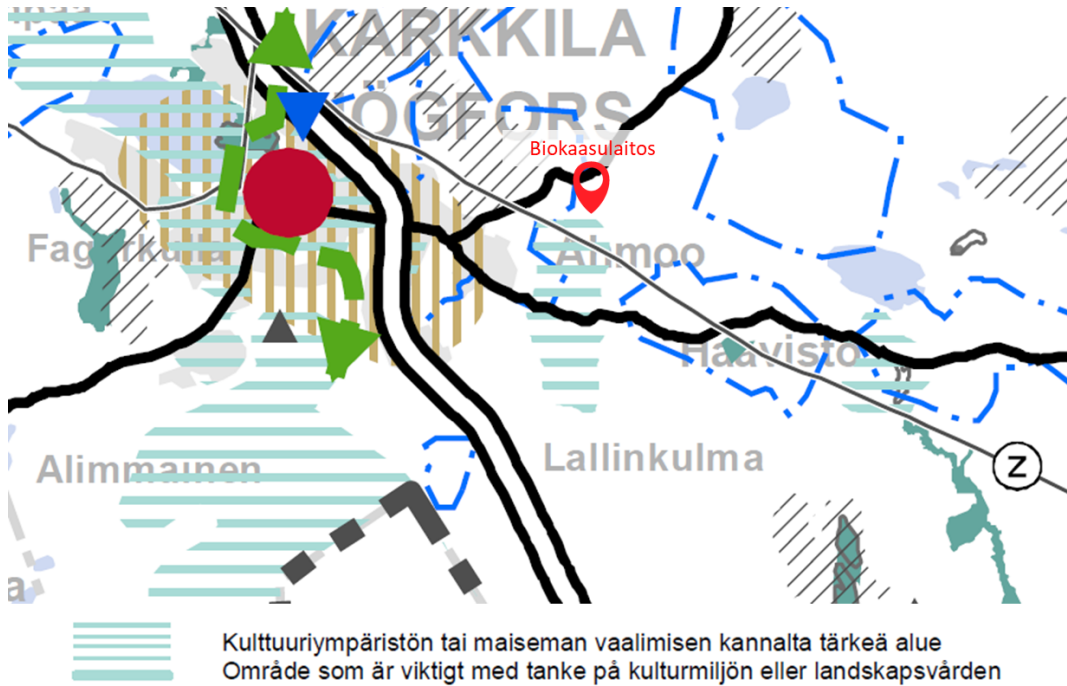 KARKKILA
HÖGFORS
Biokaasulaitos
Fagerkulla
Ahmoo
Haavisto
Alimmainen
Lallinkulma
Z
a
Kulttuuriympäristön tai maiseman vaalimisen kannalta tärkeä alue
Område som är viktigt med tanke på kulturmiljön eller landskapsvården